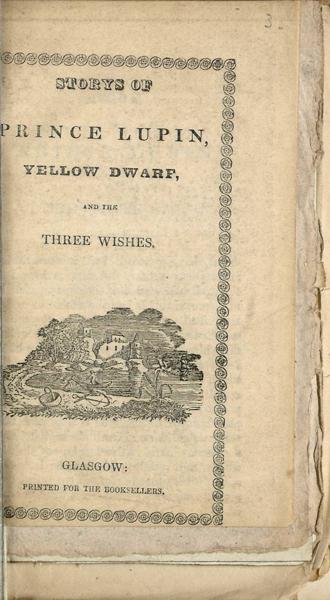 3
STORYS OF
PRINCE LUPIN,
YELLOW DWARF,
AND THE
THREE WISHES.
GLASGOW:
PRINTED FOR THE BOOKSELLERS.